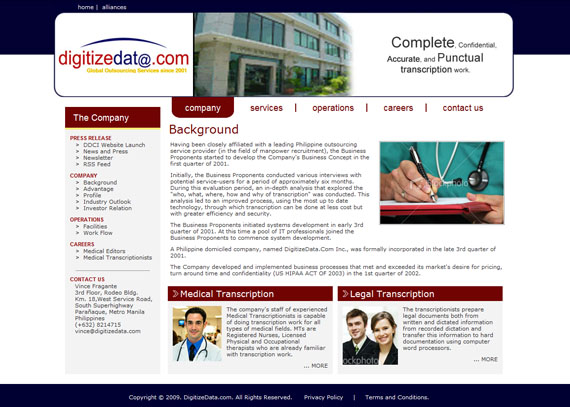 home | alliances
digitizedat@.com
Global Outsourcing Services since 2001
Complete, Confidential,
Accurate, and Punctual
transcription work.
company | services | operations | careers | contact us
The Company
PRESS RELEASE
> DDCI Website Launch
> News and Press
> Newsletter
> RSS Feed
COMPANY
> Background
> Advantage
> Profile
> Industry Outlook
> Investor Relation
OPERATIONS
> Facilities
> Work Flow
CAREERS
> Medical Editors
> Medical Transcriptionists
CONTACT US
Vince Fragante
3rd Floor, Rodeo Bldg.
Km. 18,West Service Road,
South Superhighway
Parañaque, Metro Manila
Philippines
(+632) 8214715
vince@digitizedata.com
Background
Having been closely affiliated with a leading Philippine outsourcing
service provider (in the field of manpower recruitment), the Business
Proponents started to develop the Company's Business Concept in the
first quarter of 2001.
Initially, the Business Proponents conducted various interviews with
potential service-users for a period of approximately six months.
During this evaluation period, an in-depth analysis that explored the
"who, what, where, how and why of transcription" was conducted. This
analysis led to an improved process, using the most up to date
technology, through which transcription can be done at less cost but
with greater efficiency and security.
The Business Proponents initiated systems development in early 3rd
quarter of 2001. At this time a pool of IT professionals joined the
Business Proponents to commence system development.
A Philippine domiciled company, named DigitizeData.Com Inc., was formally incorporated in the late 3rd quarter of
2001.
The Company developed and implemented business processes that met and exceeded its market's desire for pricing,
turn around time and confidentiality (US HIPAA ACT OF 2003) in the 1st quarter of 2002.
Medical Transcription
The company's staff of experienced
Medical Transcriptionists is capable
of doing transcription work for all
types of medical fields. MTs are
Registered Nurses, Licensed
Physical and Occupational
therapists who are already familiar
with transcription work.
... MORE
Legal Transcription
The transcriptionists prepare
legal documents both from
written and dictated information
from recorded dictation and
transfer this information to hard
documentation using computer
word processors.
... MORE
Copyright © 2009. DigitizeData.com. All Rights Reserved. Privacy Policy | Terms and Conditions.